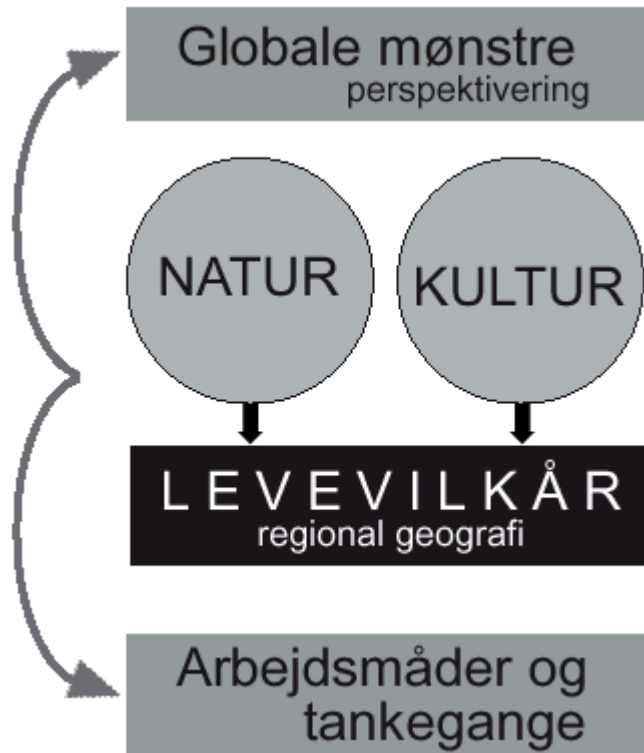 Globale mønstre
perspektivering
NATUR
KULTUR
LEVEVILKÅR
regional geografi
Arbejdsmåder og
tankegange